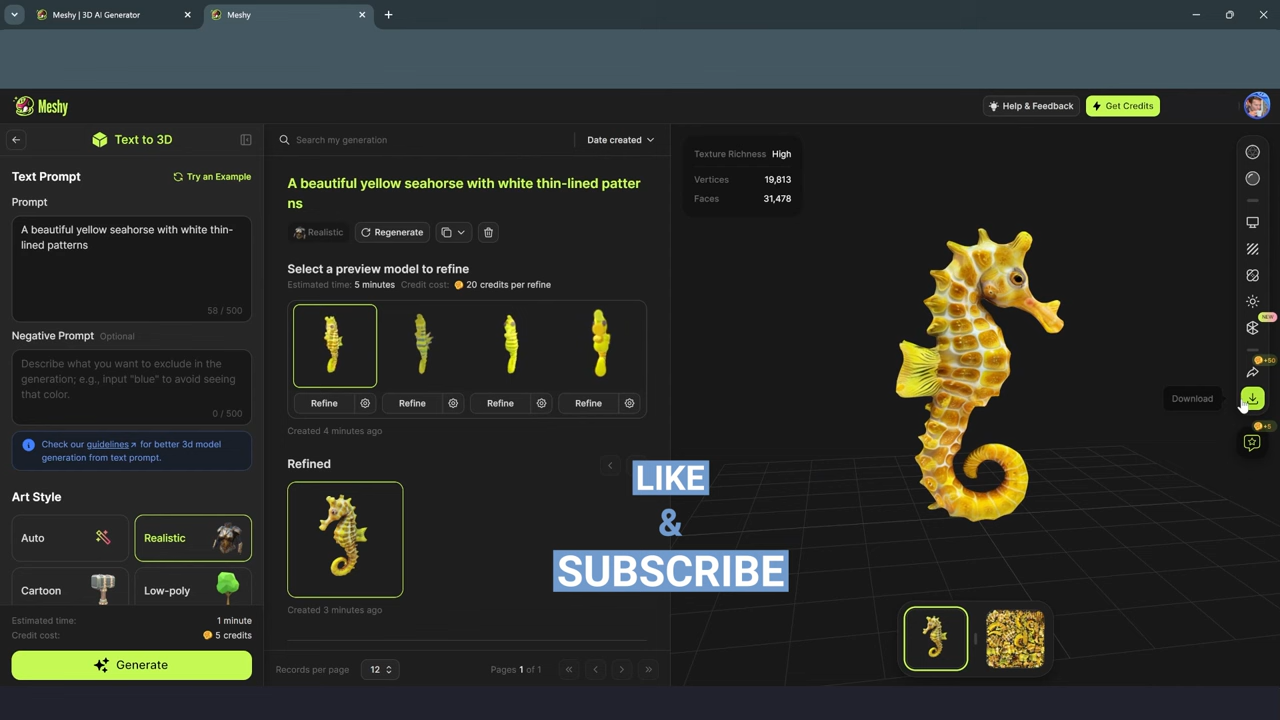 Meshy | 3D AI Generator
Meshy
Meshy
Help & Feedback
Get Credits
Text to 3D
Text Prompt
Try an Example
Prompt
A beautiful yellow seahorse with white thin-
lined patterns
58 / 500
Negative Prompt Optional
Describe what you want to exclude in the
generation; e.g., input "blue" to avoid seeing
that color.
0 / 500
Check our guidelines for better 3d model
generation from text prompt.
Art Style
Auto
Realistic
Cartoon
Low-poly
Estimated time: 1 minute
Credit cost: 5 credits
Generate
Search my generation
Date created
A beautiful yellow seahorse with white thin-lined patter
ns
Realistic
Regenerate
Select a preview model to refine
Estimated time: 5 minutes Credit cost: 20 credits per refine
Refine
Refine
Refine
Refine
Created 4 minutes ago
Refined
Created 3 minutes ago
Records per page 12
Pages 1 of 1
LIKE
&
SUBSCRIBE
Texture Richness High
Vertices 19,813
Faces 31,478
NEW
+50
Download
+5